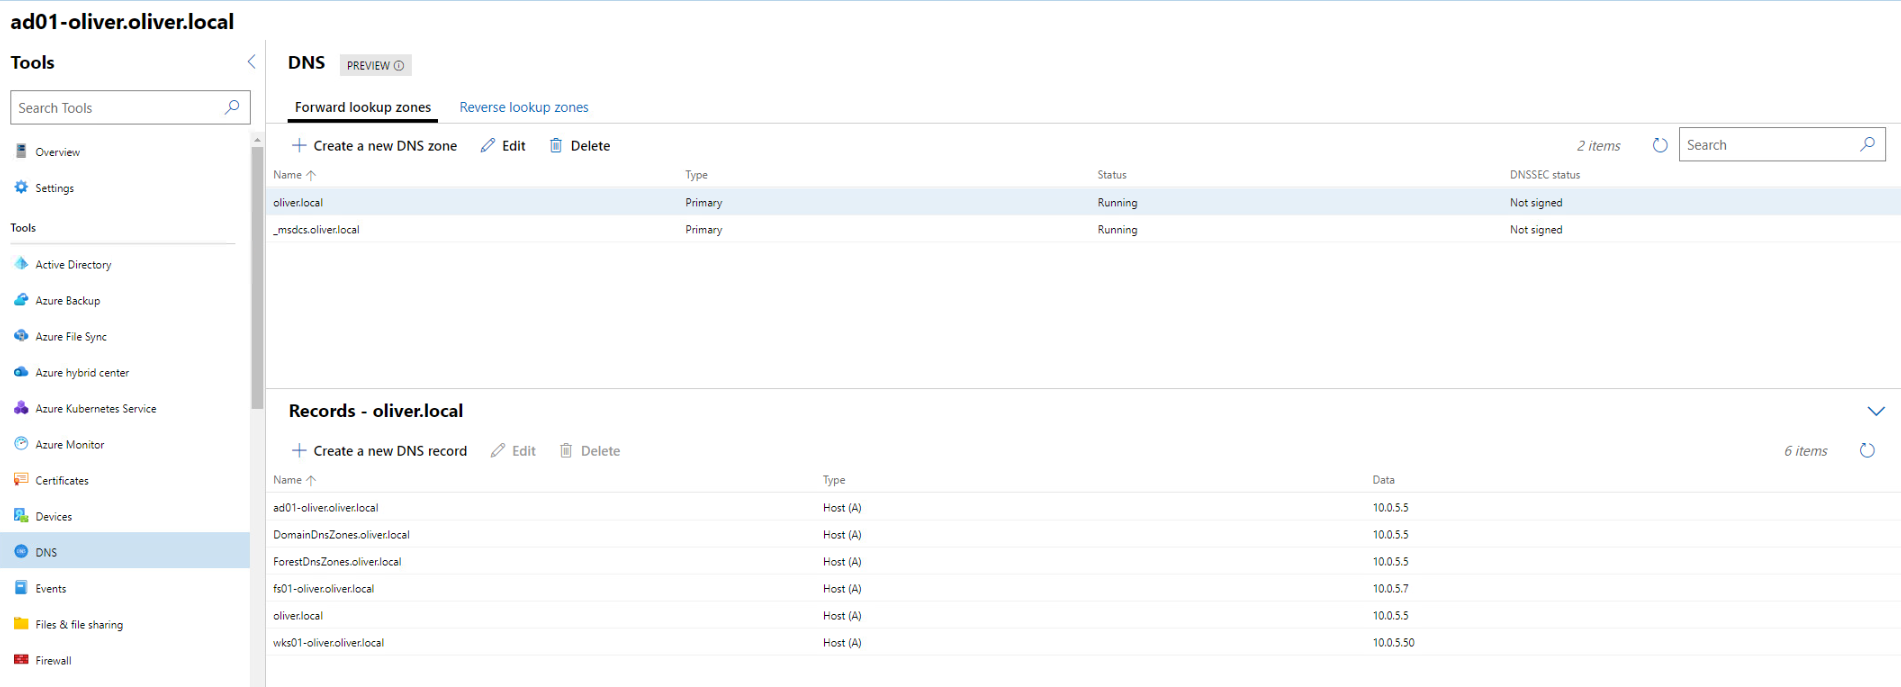 ad01-oliver.oliver.local
Tools
Search Tools
Overview
Settings
Tools
Active Directory
Azure Backup
Azure File Sync
Azure hybrid center
Azure Kubernetes Service
Azure Monitor
Certificates
Devices
DNS
Events
Files & file sharing
Firewall
DNS PREVIEW
Forward lookup zones Reverse lookup zones
Create a new DNS zone Edit Delete 2 items Search
Name Type Status DNSSEC status
oliver.local Primary Running Not signed
_msdcs.oliver.local Primary Running Not signed
Records - oliver.local
Create a new DNS record Edit Delete 6 items
Name Type Data
ad01-oliver.oliver.local Host (A) 10.0.5.5
DomainDnsZones.oliver.local Host (A) 10.0.5.5
ForestDnsZones.oliver.local Host (A) 10.0.5.5
fs01-oliver.oliver.local Host (A) 10.0.5.7
oliver.local Host (A) 10.0.5.5
wks01-oliver.oliver.local Host (A) 10.0.5.50